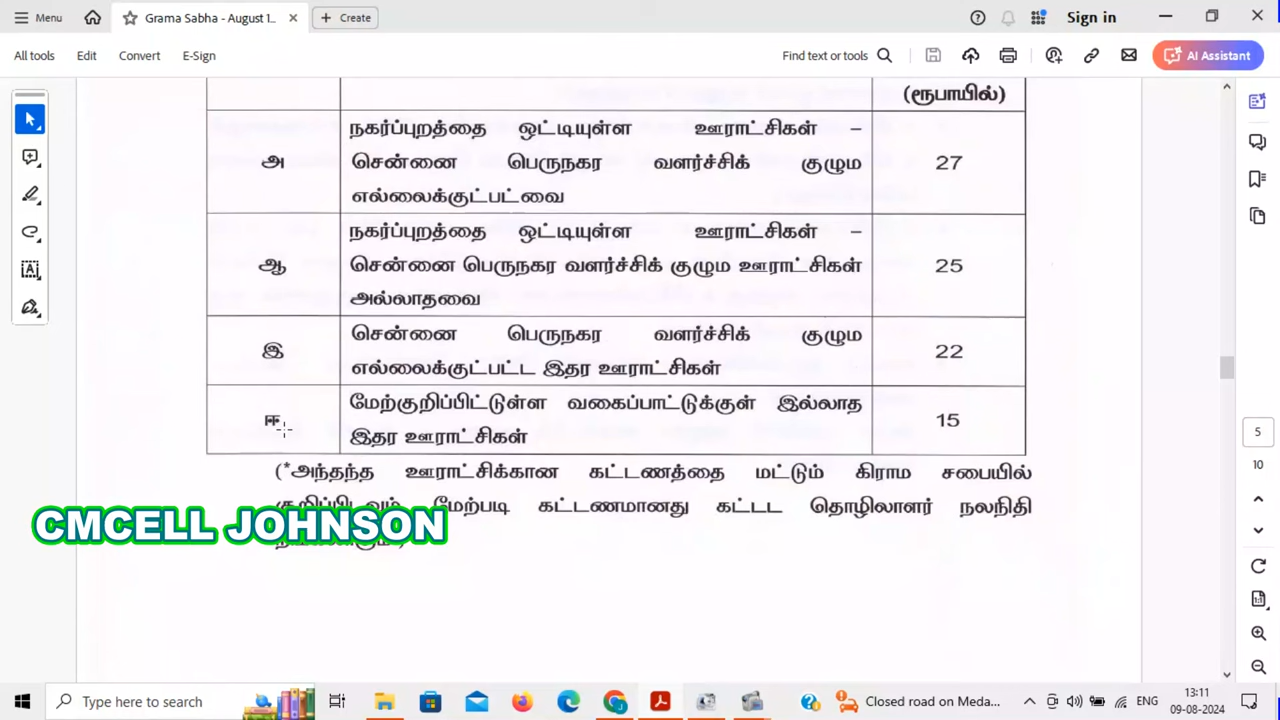 Menu
Grama Sabha - August 1...
Create
Sign in
All tools
Edit
Convert
E-Sign
Find text or tools
AI Assistant
(ரூபாயில்)
அ
நகர்ப்புறத்தை ஒட்டியுள்ள ஊராட்சிகள் –
சென்னை பெருநகர வளர்ச்சிக் குழும
எல்லைக்குட்பட்வை
27
ஆ
நகர்ப்புறத்தை ஒட்டியுள்ள ஊராட்சிகள் –
சென்னை பெருநகர வளர்ச்சிக் குழும ஊராட்சிகள்
அல்லாதவை
25
இ
சென்னை பெருநகர வளர்ச்சிக் குழும
எல்லைக்குட்பட்ட இதர ஊராட்சிகள்
22
ஈ
மேற்குறிப்பிட்டுள்ள வகைப்பாட்டுக்குள் இல்லாத
இதர ஊராட்சிகள்
15
(*அந்தந்த ஊராட்சிக்கான கட்டணத்தை மட்டும் கிராம சபையில்
மேற்படி கட்டணமானது கட்டட தொழிலாளர் நலநிதி
CMCELL JOHNSON
5
10
Type here to search
Closed road on Meda...
ENG
13:11
09-08-2024